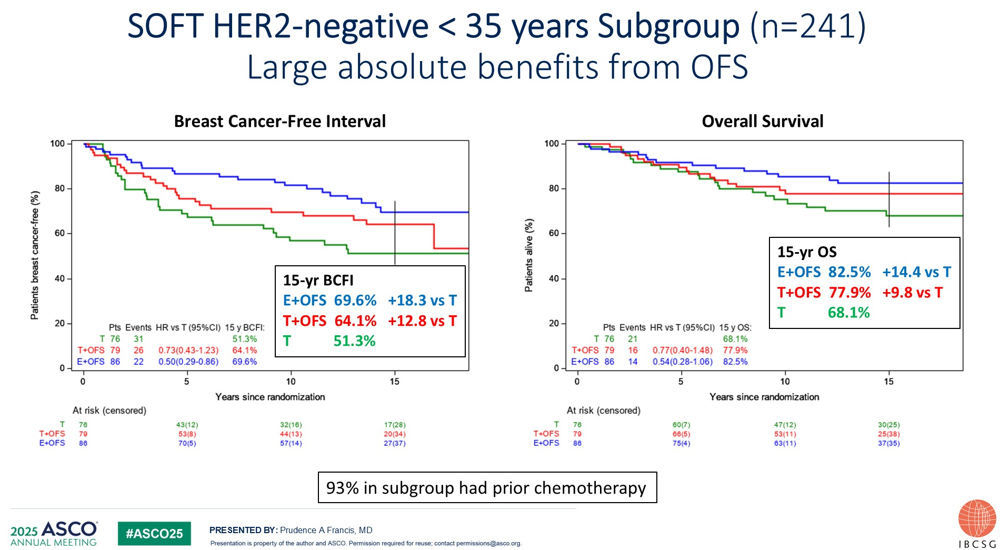 SOFT HER2-negative < 35 years Subgroup (n=241)
Large absolute benefits from OFS
Breast Cancer-Free Interval
Patients breast cancer-free (%)
100
80
60
40
20
0
15-yr BCFI
E+OFS 69.6% +18.3 vs T
T+OFS 64.1% +12.8 vs T
T 51.3%
Pts Events HR vs T (95%CI) 15 y BCFI:
T 76 31 51.3%
T+OFS 79 26 0.73(0.43-1.23) 64.1%
E+OFS 86 22 0.50(0.29-0.86) 69.6%
0 5 10 15
Years since randomization
At risk (censored)
T 76 43(12) 32(16) 17(28)
T+OFS 79 53(8) 44(13) 20(34)
E+OFS 86 70(5) 57(14) 27(37)
Overall Survival
Patients alive (%)
100
80
60
40
20
0
15-yr OS
E+OFS 82.5% +14.4 vs T
T+OFS 77.9% +9.8 vs T
T 68.1%
Pts Events HR vs T (95%CI) 15 y OS:
T 76 21 68.1%
T+OFS 79 16 0.77(0.40-1.48) 77.9%
E+OFS 86 14 0.54(0.28-1.06) 82.5%
0 5 10 15
Years since randomization
At risk (censored)
T 76 60(7) 47(12) 30(25)
T+OFS 79 66(5) 53(11) 25(38)
E+OFS 86 75(4) 63(11) 37(35)
93% in subgroup had prior chemotherapy
2025 ASCO
ANNUAL MEETING
#ASCO25
PRESENTED BY: Prudence A Francis, MD
Presentation is property of the author and ASCO. Permission required for reuse; contact permissions@asco.org.
IBCSG